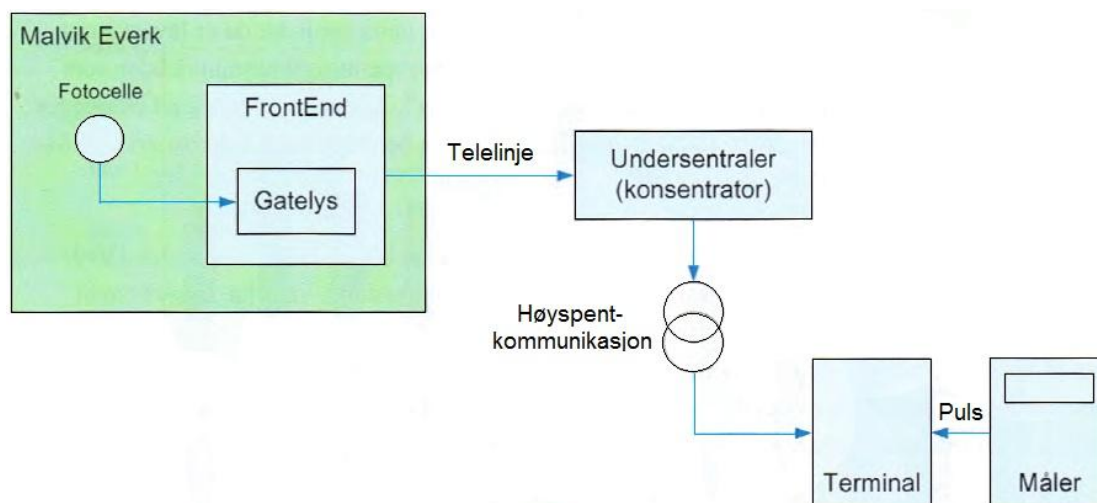 Malvik Everk
Fotocelle
FrontEnd
Gatelys
Telelinje
Undersentraler
(konsentrator)
Høyspent-
kommunikasjon
Terminal
Puls
Måler